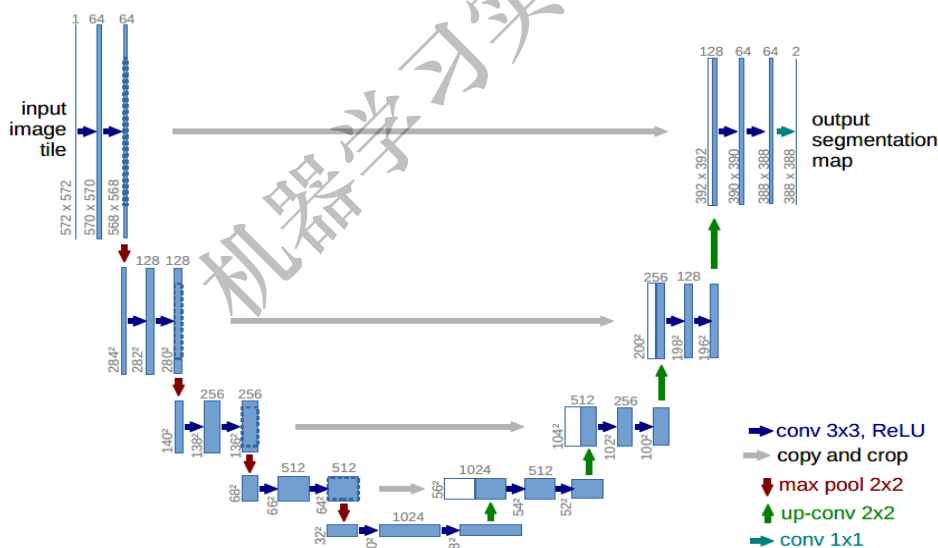 1 64 64
128 64 64 2
input
image
tile
output
segmentation
map
572 x 572
570 x 570
568 x 568
392 x 392
390 x 390
388 x 388
388 x 388
机器学习实
128 128
256 128
284²
282²
280²
200²
198²
196²
256 256
512 256
140²
138²
136²
104²
102²
100²
512 512
1024 512
68²
66²
64²
56²
54²
52²
1024
32²
conv 3x3, ReLU
copy and crop
max pool 2x2
up-conv 2x2
conv 1x1